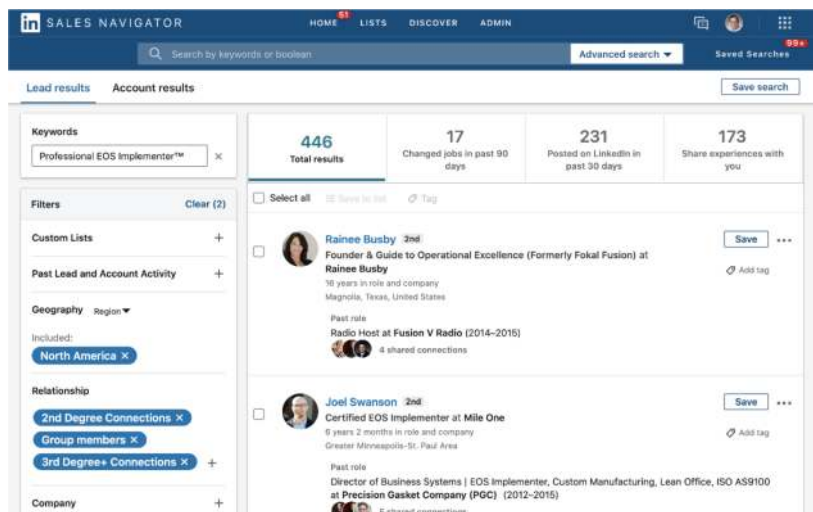 in SALES NAVIGATOR
HOME 51 LISTS DISCOVER ADMIN
Search by keywords or boolean
Advanced search
99+
Saved Searches
Lead results Account results
Save search
Keywords
Professional EOS Implementer™ ×
446
Total results
17
Changed jobs in past 90
days
231
Posted on LinkedIn in
past 30 days
173
Share experiences with
you
Filters Clear (2)
Custom Lists +
Past Lead and Account Activity +
Geography Region
Included:
North America ×
Relationship
2nd Degree Connections ×
Group members ×
3rd Degree+ Connections × +
Company +
Select all Save to list Tag
Rainee Busby 2nd
Founder & Guide to Operational Excellence (Formerly Fokal Fusion) at
Rainee Busby
16 years in role and company
Magnolia, Texas, United States
Past role
Radio Host at Fusion V Radio (2014–2015)
4 shared connections
Save
Add tag
Joel Swanson 2nd
Certified EOS Implementer at Mile One
6 years 2 months in role and company
Greater Minneapolis-St. Paul Area
Past role
Director of Business Systems | EOS Implementer, Custom Manufacturing, Lean Office, ISO AS9100
at Precision Gasket Company (PGC) (2012–2015)
5 shared connections
Save
Add tag